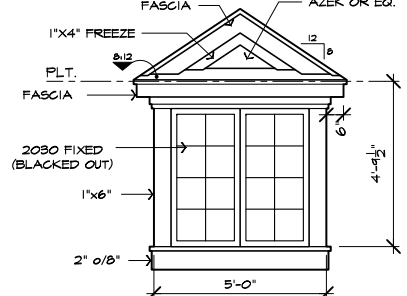 FASCIA
AZEK OR EQ.
1"X4" FREEZE
12
8
8:12
PLT.
FASCIA
6"
4'-9½"
2030 FIXED
(BLACKED OUT)
1"x6"
2" o/8"
5'-0"